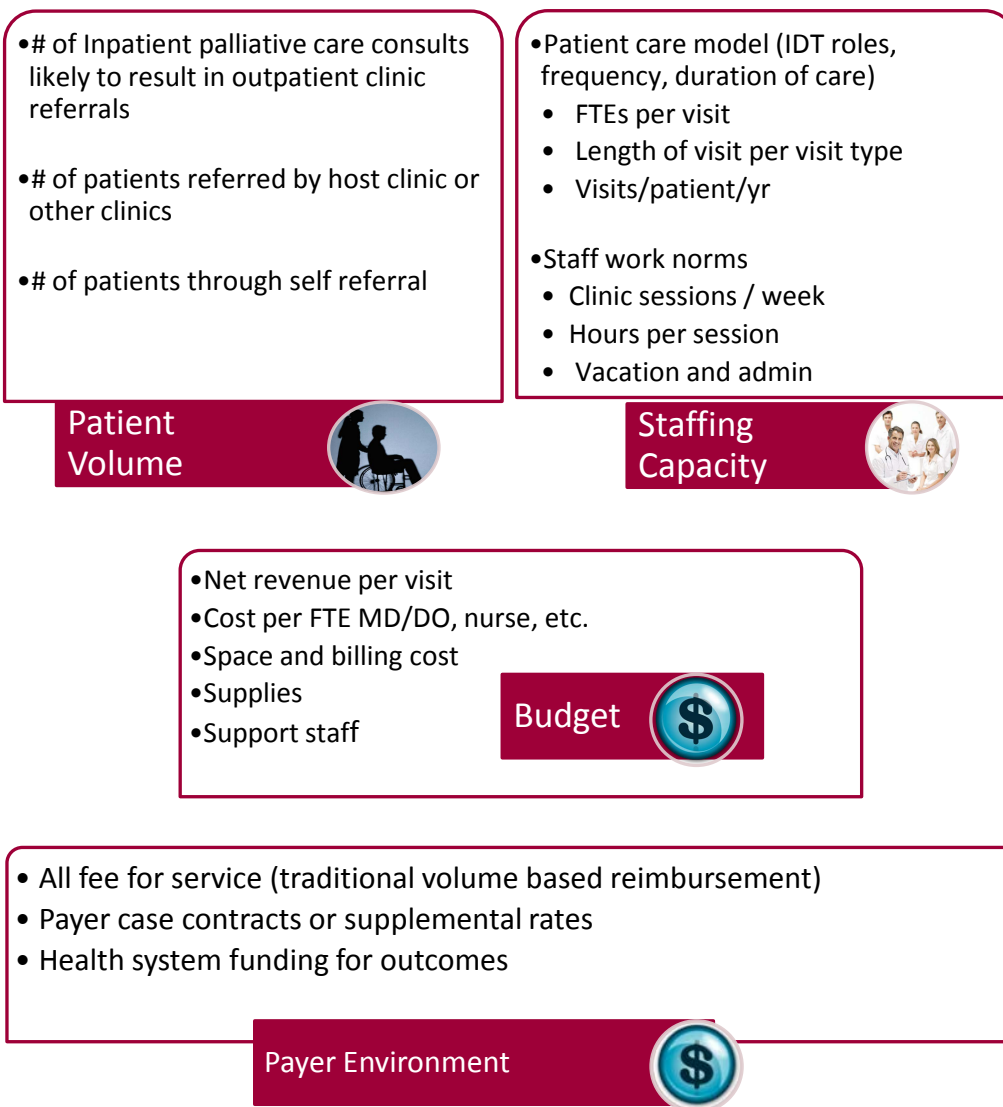 •# of Inpatient palliative care consults
likely to result in outpatient clinic
referrals
•# of patients referred by host clinic or
other clinics
•# of patients through self referral
Patient
Volume
•Patient care model (IDT roles,
frequency, duration of care)
• FTEs per visit
• Length of visit per visit type
• Visits/patient/yr
•Staff work norms
• Clinic sessions / week
• Hours per session
• Vacation and admin
Staffing
Capacity
•Net revenue per visit
•Cost per FTE MD/DO, nurse, etc.
•Space and billing cost
•Supplies
•Support staff
Budget
$
• All fee for service (traditional volume based reimbursement)
• Payer case contracts or supplemental rates
• Health system funding for outcomes
Payer Environment
$